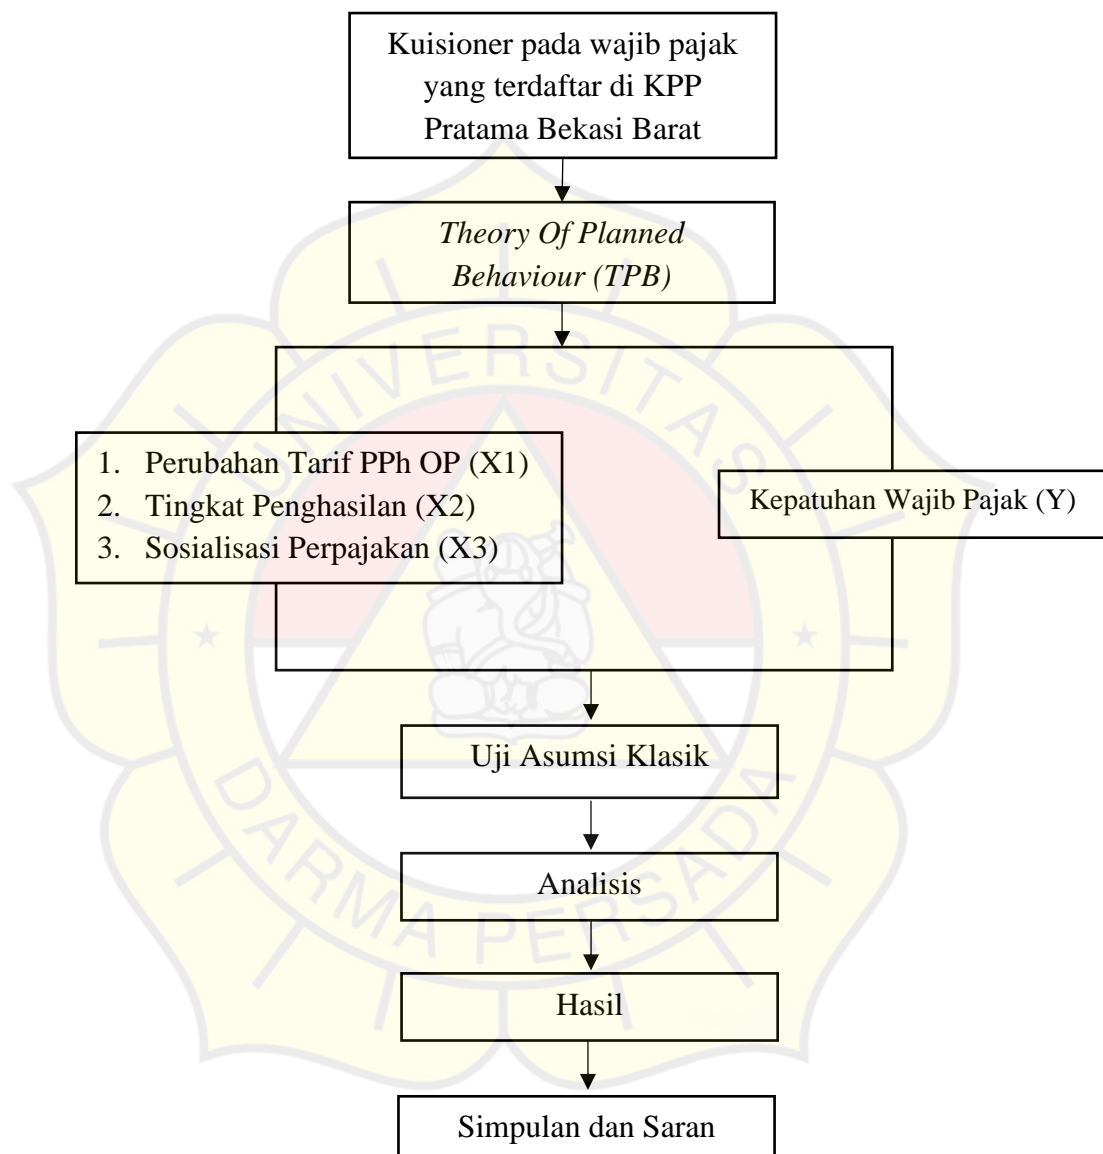 Kuisioner pada wajib pajak
yang terdaftar di KPP
Pratama Bekasi Barat
Theory Of Planned
Behaviour (TPB)
UNIVERSITAS
1. Perubahan Tarif PPh OP (X1)
2. Tingkat Penghasilan (X2)
3. Sosialisasi Perpajakan (X3)
Kepatuhan Wajib Pajak (Y)
Uji Asumsi Klasik
Analisis
DARMA PERSADA
Hasil
Simpulan dan Saran